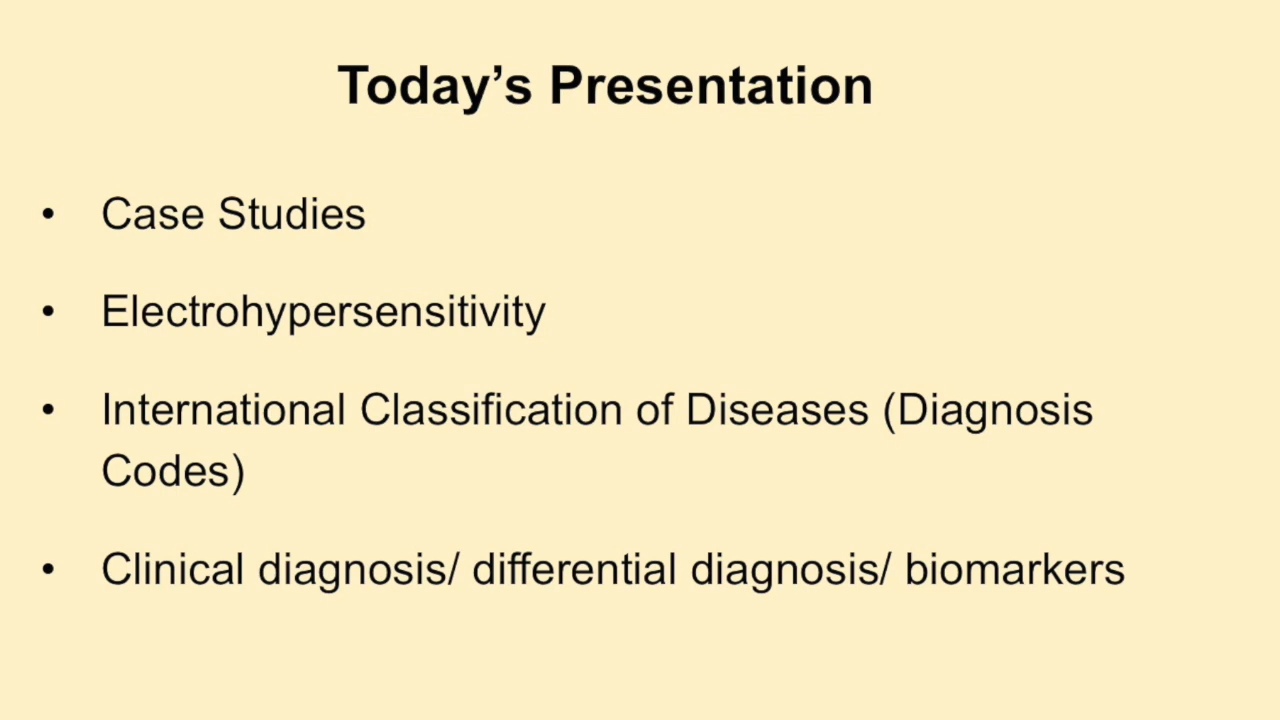 Today’s Presentation
• Case Studies
• Electrohypersensitivity
• International Classification of Diseases (Diagnosis
Codes)
• Clinical diagnosis/ differential diagnosis/ biomarkers